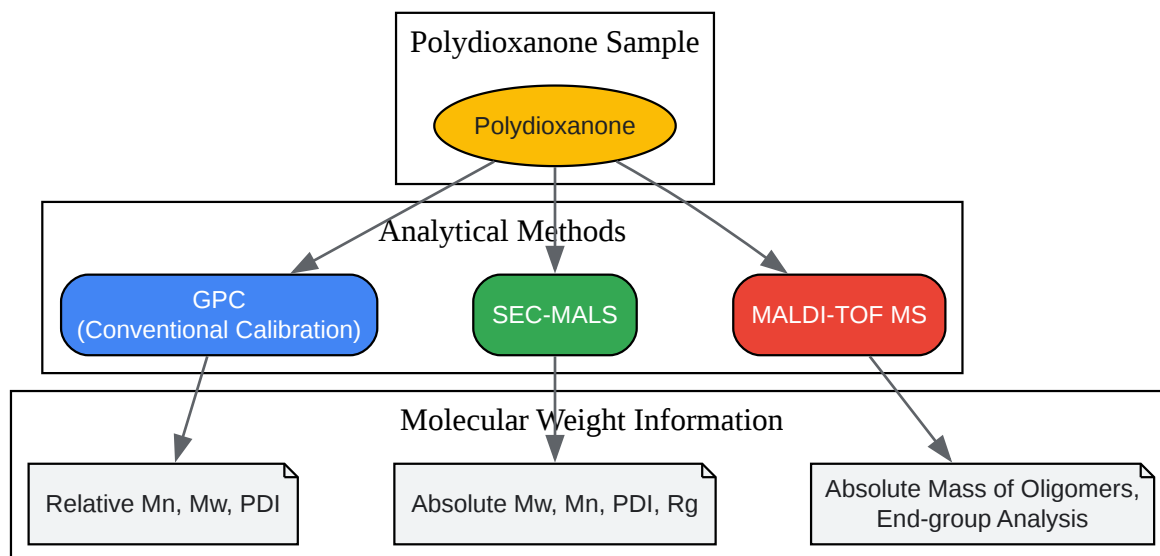 Polydioxanone Sample
Polydioxanone
Analytical Methods
GPC
(Conventional Calibration)
SEC-MALS
MALDI-TOF MS
Molecular Weight Information
Relative Mn, Mw, PDI
Absolute Mw, Mn, PDI, Rg
Absolute Mass of Oligomers,
End-group Analysis